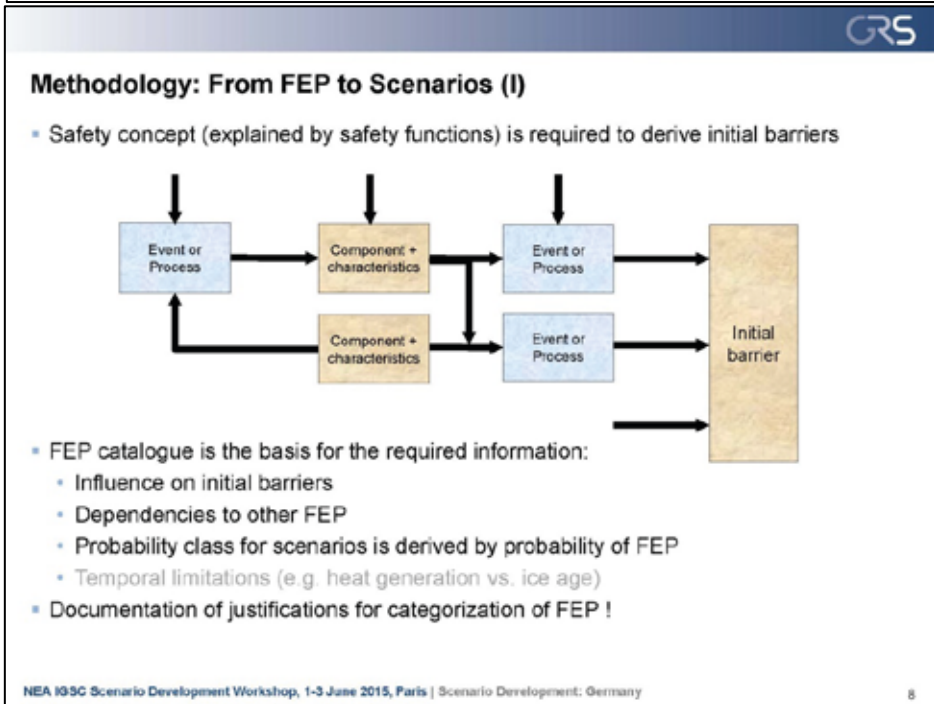 GRS
Methodology: From FEP to Scenarios (I)
▪ Safety concept (explained by safety functions) is required to derive initial barriers
Event or
Process
Component +
characteristics
Event or
Process
Component +
characteristics
Event or
Process
Initial
barrier
▪ FEP catalogue is the basis for the required information:
• Influence on initial barriers
• Dependencies to other FEP
• Probability class for scenarios is derived by probability of FEP
• Temporal limitations (e.g. heat generation vs. ice age)
▪ Documentation of justifications for categorization of FEP !
NEA IGSC Scenario Development Workshop, 1-3 June 2015, Paris | Scenario Development: Germany
8